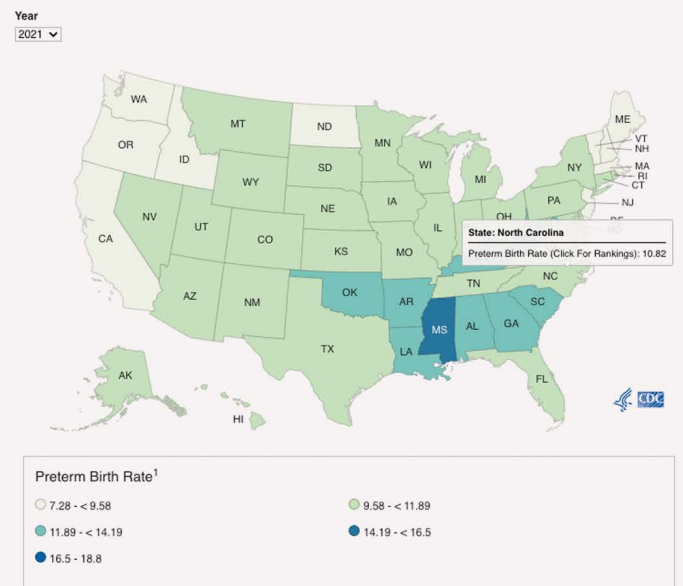 Year
2021
WA
MT
ND
ME
OR
MN
VT
ID
NH
SD
WI
WY
NY
MA
MI
RI
CT
NE
IA
PA
NV
NJ
UT
IL
OH
CA
CO
State: North Carolina
KS
MO
Preterm Birth Rate (Click For Rankings): 10.82
AZ
NM
OK
AR
TN
NC
SC
MS
AL
GA
TX
LA
AK
FL
HI
CDC
Preterm Birth Rate1
7.28 - < 9.58
9.58 - < 11.89
11.89 - < 14.19
14.19 - < 16.5
16.5 - 18.8